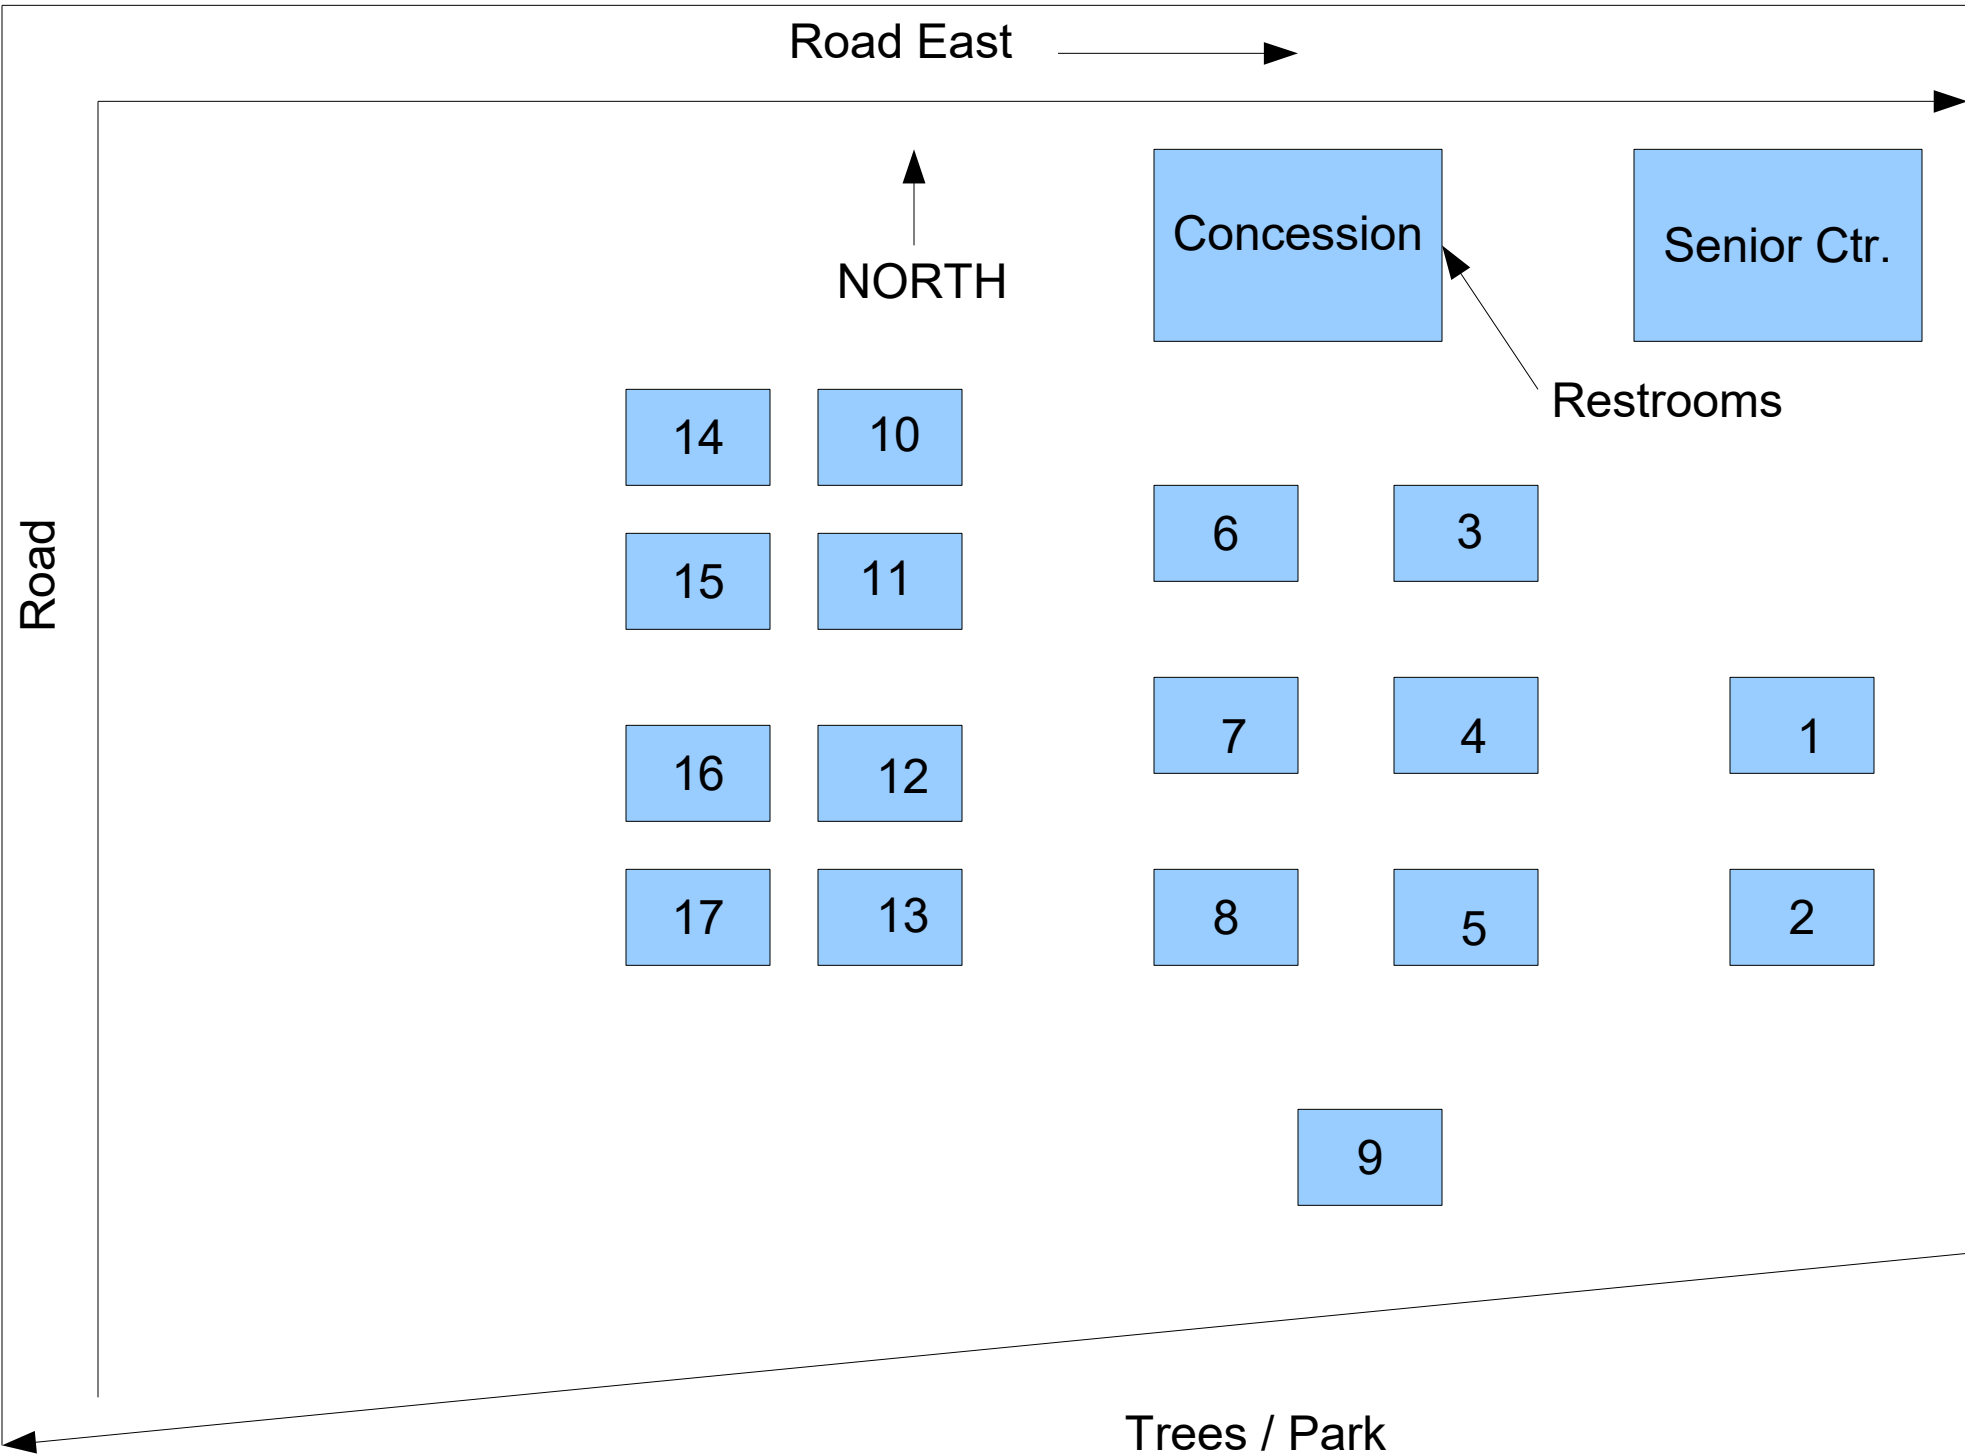 Road East
Concession
Senior Ctr.
NORTH
Restrooms
14
10
6
3
Road
15
11
7
4
1
16
12
17
13
8
5
2
9
Trees / Park